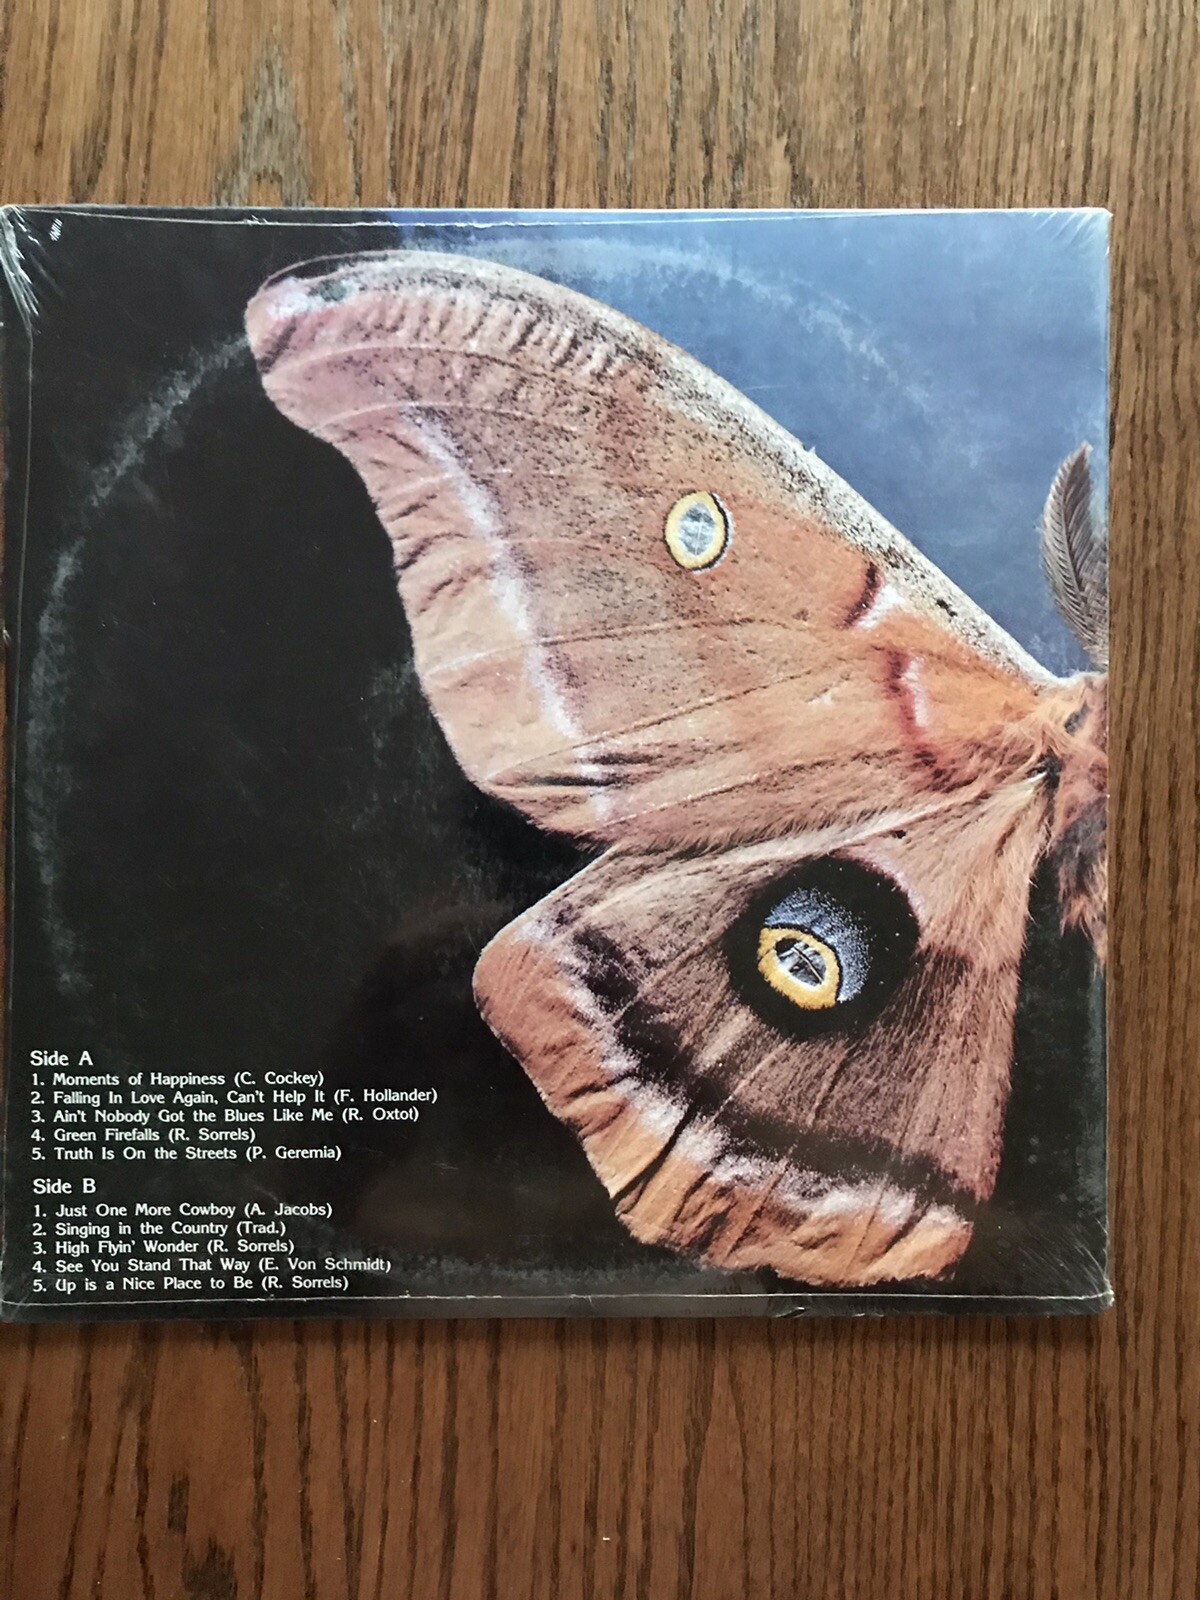 Side A
1. Moments of Happiness (C. Cockey)
2. Falling In Love Again, Can't Help It (F. Hollander)
3. Ain't Nobody Got the Blues Like Me (R. Oxtot)
4. Green Firefalls (R. Sorrels)
5. Truth Is On the Streets (P. Geremia)
Side B
1. Just One More Cowboy (A. Jacobs)
2. Singing in the Country (Trad.)
3. High Flyin' Wonder (R. Sorrels)
4. See You Stand That Way (E. Von Schmidt)
5. Up is a Nice Place to Be (R. Sorrels)